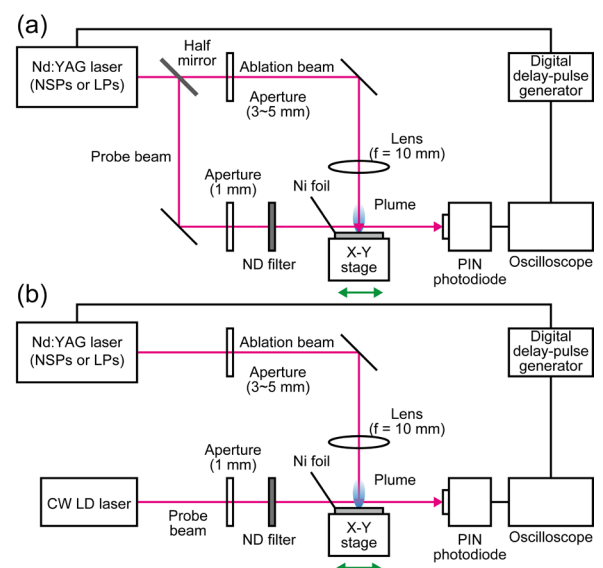 (a)
Half
mirror
Nd:YAG laser
(NSPs or LPs)
Ablation beam
Aperture
(3~5 mm)
Digital
delay-pulse
generator
Probe beam
Lens
(f = 10 mm)
Aperture
(1 mm)
Ni foil
Plume
ND filter
X-Y
stage
PIN
photodiode
Oscilloscope
(b)
Nd:YAG laser
(NSPs or LPs)
Ablation beam
Aperture
(3~5 mm)
Digital
delay-pulse
generator
Lens
(f = 10 mm)
Aperture
(1 mm)
Ni foil
Plume
CW LD laser
Probe
beam
ND filter
X-Y
stage
PIN
photodiode
Oscilloscope